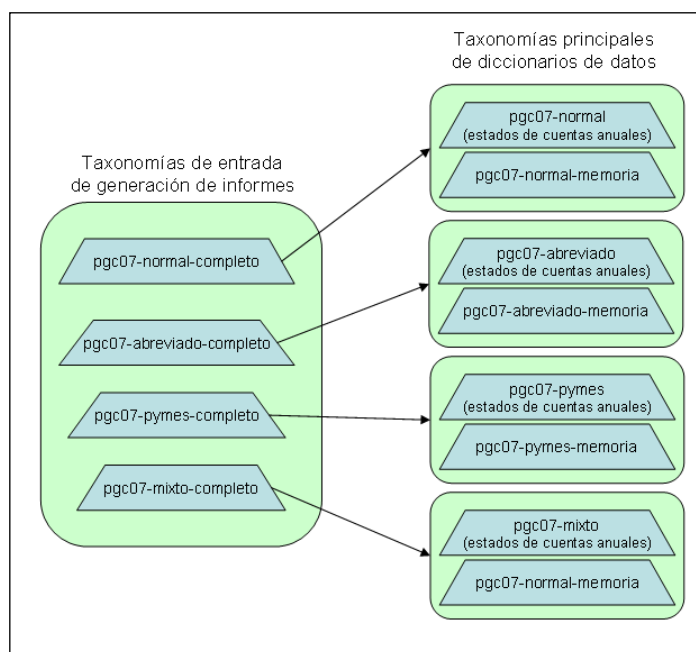 Taxonomías principales
de diccionarios de datos
pgc07-normal
(estados de cuentas anuales)
pgc07-normal-memoria
Taxonomías de entrada
de generación de informes
pgc07-normal-completo
pgc07-abreviado-completo
pgc07-pymes-completo
pgc07-mixto-completo
pgc07-abreviado
(estados de cuentas anuales)
pgc07-abreviado-memoria
pgc07-pymes
(estados de cuentas anuales)
pgc07-pymes-memoria
pgc07-mixto
(estados de cuentas anuales)
pgc07-normal-memoria